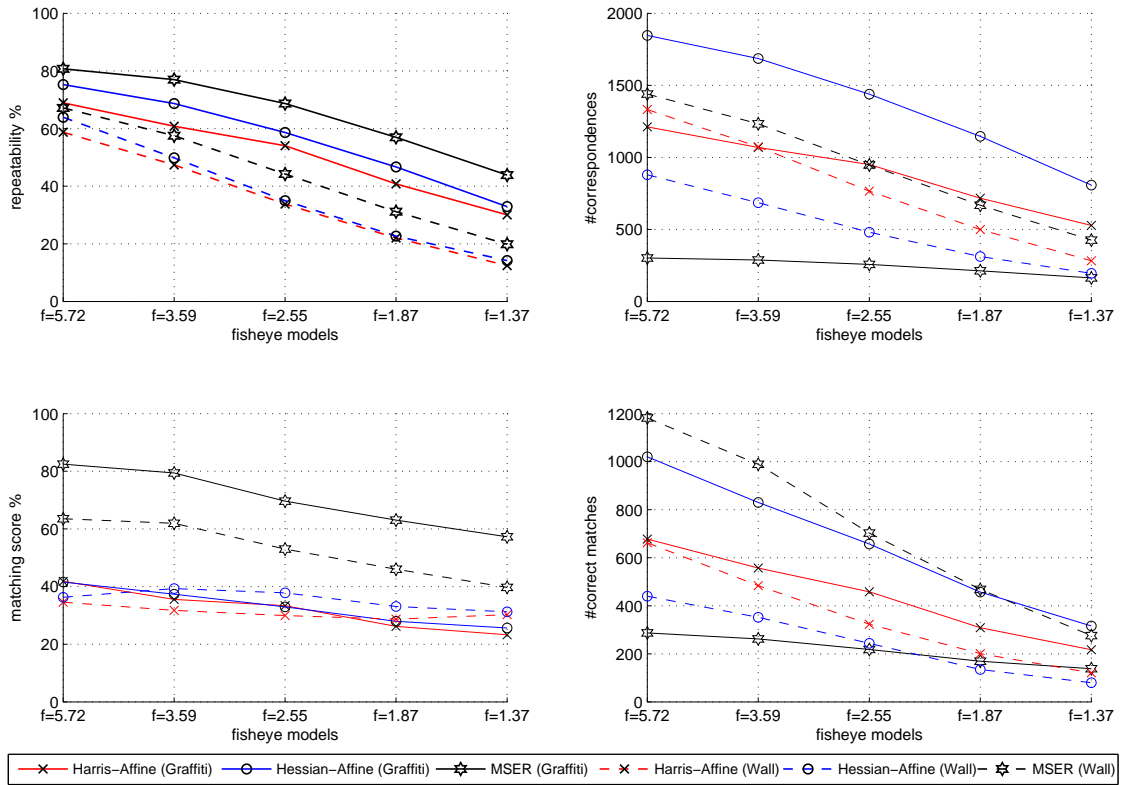 100
80
60
40
20
0
repeatability %
f=5.72 f=3.59 f=2.55 f=1.87 f=1.37
fisheye models
2000
1500
1000
500
0
#correspondences
f=5.72 f=3.59 f=2.55 f=1.87 f=1.37
fisheye models
100
80
60
40
20
0
matching score %
f=5.72 f=3.59 f=2.55 f=1.87 f=1.37
fisheye models
1200
1000
800
600
400
200
0
#correct matches
f=5.72 f=3.59 f=2.55 f=1.87 f=1.37
fisheye models
Harris−Affine (Graffiti) Hessian−Affine (Graffiti) MSER (Graffiti) Harris−Affine (Wall) Hessian−Affine (Wall) MSER (Wall)